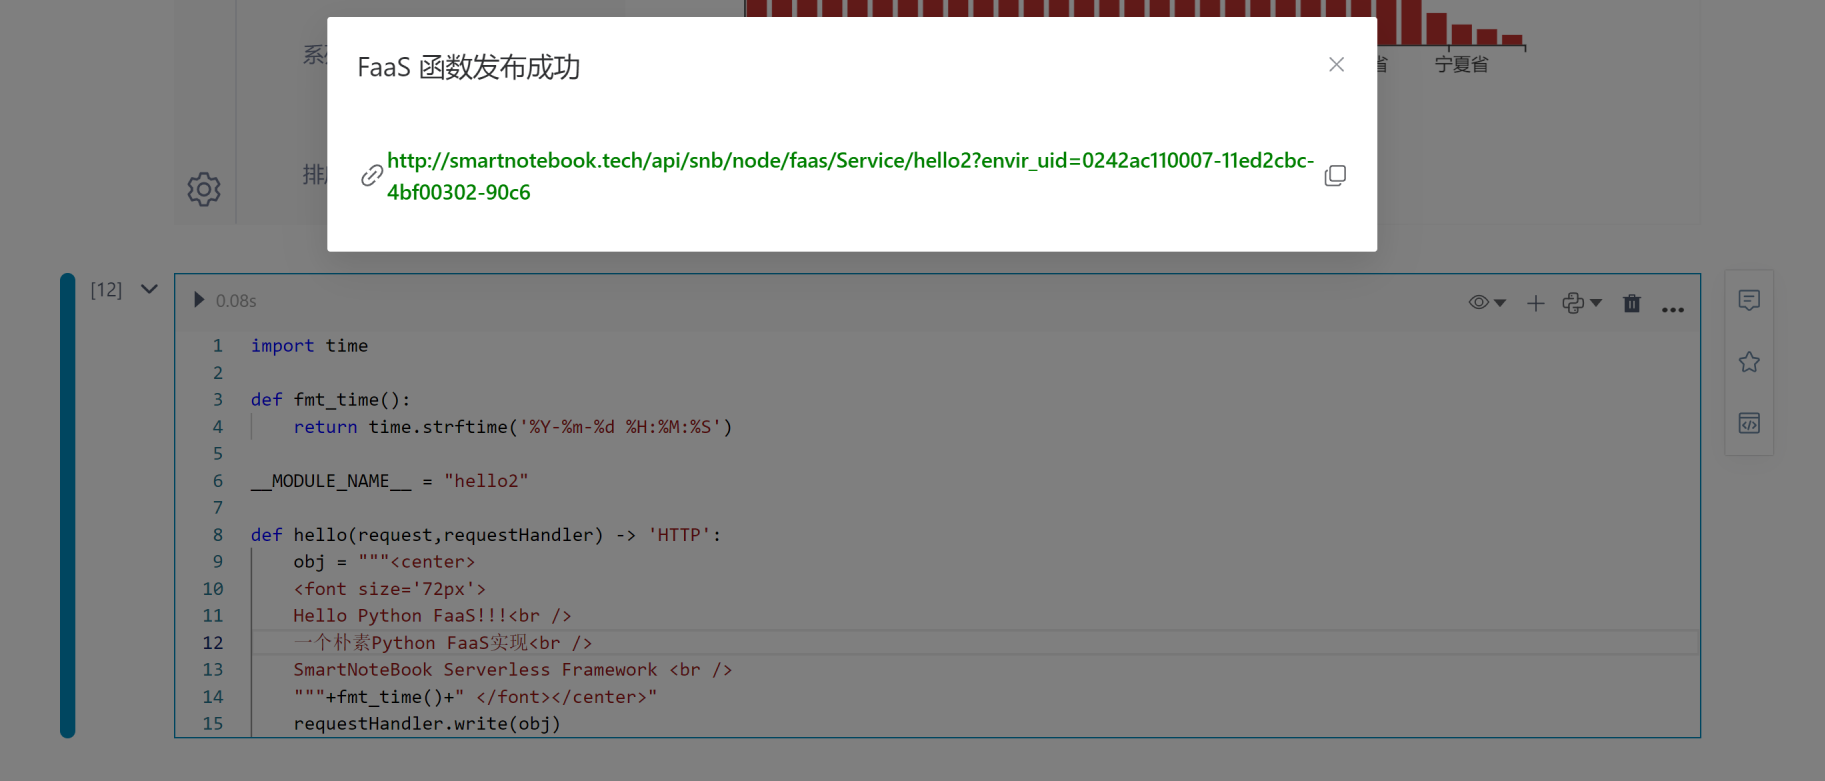 FaaS 函数发布成功
http://smartnotebook.tech/api/snb/node/faas/Service/hello2?envir_uid=0242ac110007-11ed2cbc-
4bf00302-90c6
省
宁夏省
[12]
0.08s
1 import time
2
3 def fmt_time():
4 return time.strftime('%Y-%m-%d %H:%M:%S')
5
6 __MODULE_NAME__ = "hello2"
7
8 def hello(request,requestHandler) -> 'HTTP':
9 obj = """<center>
10 <font size='72px'>
11 Hello Python FaaS!!!<br />
12 一个朴素Python FaaS实现<br />
13 SmartNoteBook Serverless Framework <br />
14 """+fmt_time()+" </font></center>"
15 requestHandler.write(obj)